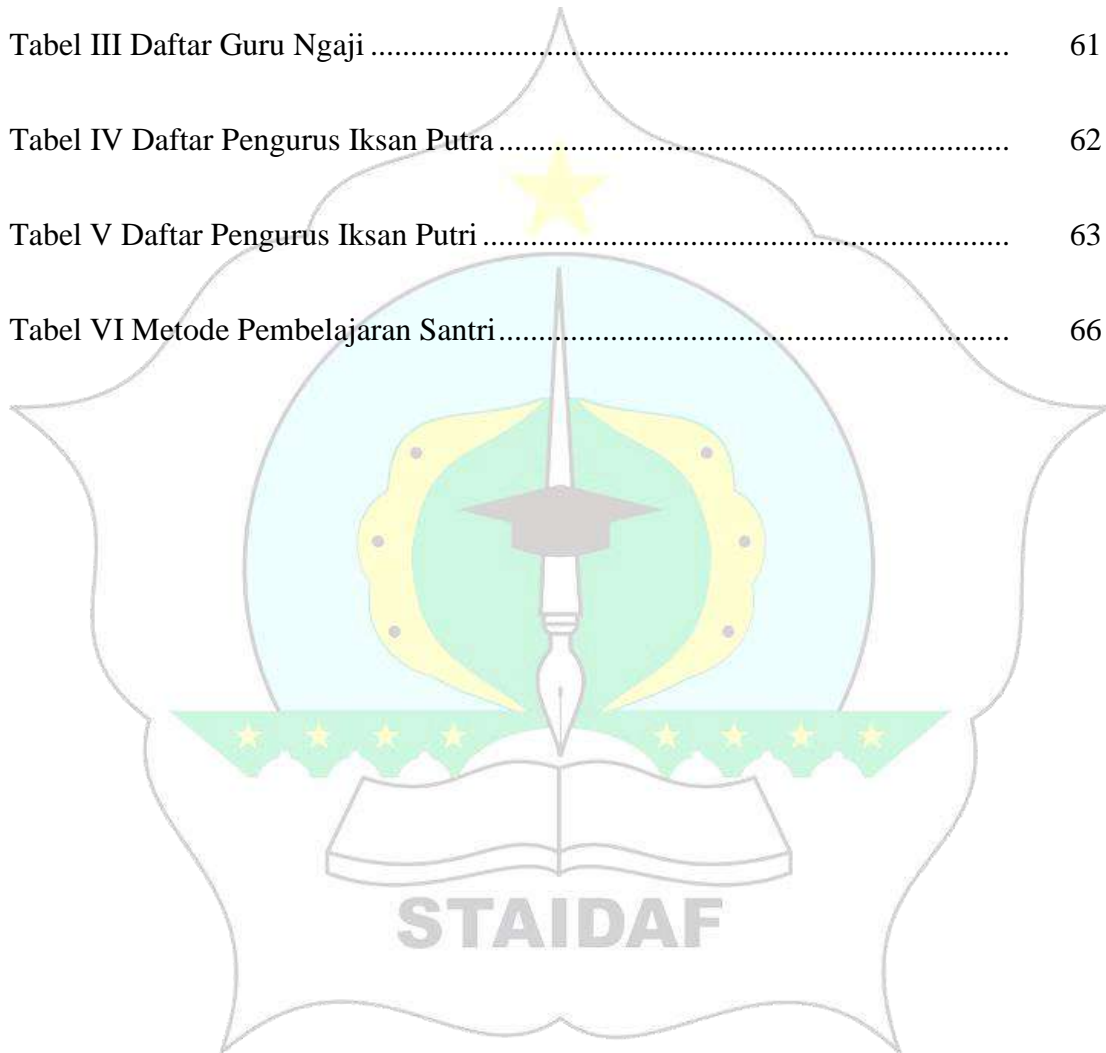 Tabel III Daftar Guru Ngaji ................................................................................ 61
Tabel IV Daftar Pengurus Iksan Putra ................................................................ 62
Tabel V Daftar Pengurus Iksan Putri .................................................................. 63
Tabel VI Metode Pembelajaran Santri ................................................................ 66
STAIDAF